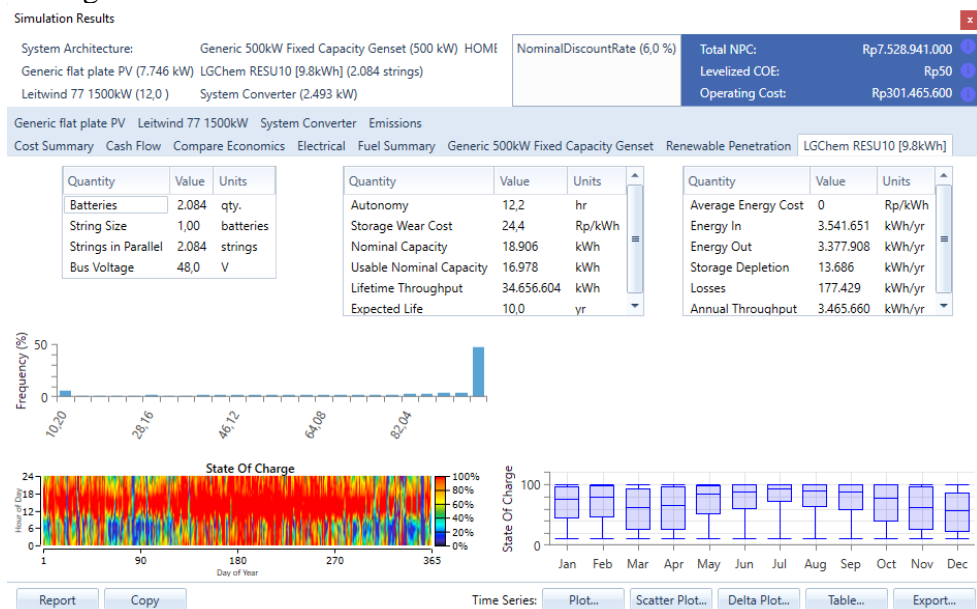 Simulation Results
x
System Architecture:
Generic 500kW Fixed Capacity Genset (500 kW) HOME
Generic flat plate PV (7.746 kW) LGChem RESU10 [9.8kWh] (2.084 strings)
Leitwind 77 1500kW (12,0 ) System Converter (2.493 kW)
NominalDiscountRate (6,0 %)
Total NPC: Rp7.528.941.000
Levelized COE: Rp50
Operating Cost: Rp301.465.600
Generic flat plate PV Leitwind 77 1500kW System Converter Emissions
Cost Summary Cash Flow Compare Economics Electrical Fuel Summary Generic 500kW Fixed Capacity Genset Renewable Penetration LGChem RESU10 [9.8kWh]
Quantity Value Units
Batteries 2.084 qty.
String Size 1,00 batteries
Strings in Parallel 2.084 strings
Bus Voltage 48,0 V
Quantity Value Units
Autonomy 12,2 hr
Storage Wear Cost 24,4 Rp/kWh
Nominal Capacity 18.906 kWh
Usable Nominal Capacity 16.978 kWh
Lifetime Throughput 34.656.604 kWh
Expected Life 10,0 yr
Quantity Value Units
Average Energy Cost 0 Rp/kWh
Energy In 3.541.651 kWh/yr
Energy Out 3.377.908 kWh/yr
Storage Depletion 13.686 kWh/yr
Losses 177.429 kWh/yr
Annual Throughput 3.465.660 kWh/yr
Frequency (%)
50
0
10,20 28,16 46,12 64,08 82,04
State Of Charge
Hour of Day
24
18
12
6
0
1 90 180 270 365
Day of Year
100%
80%
60%
40%
20%
0%
State Of Charge
100
0
Jan Feb Mar Apr May Jun Jul Aug Sep Oct Nov Dec
Report Copy Time Series: Plot... Scatter Plot... Delta Plot... Table... Export...